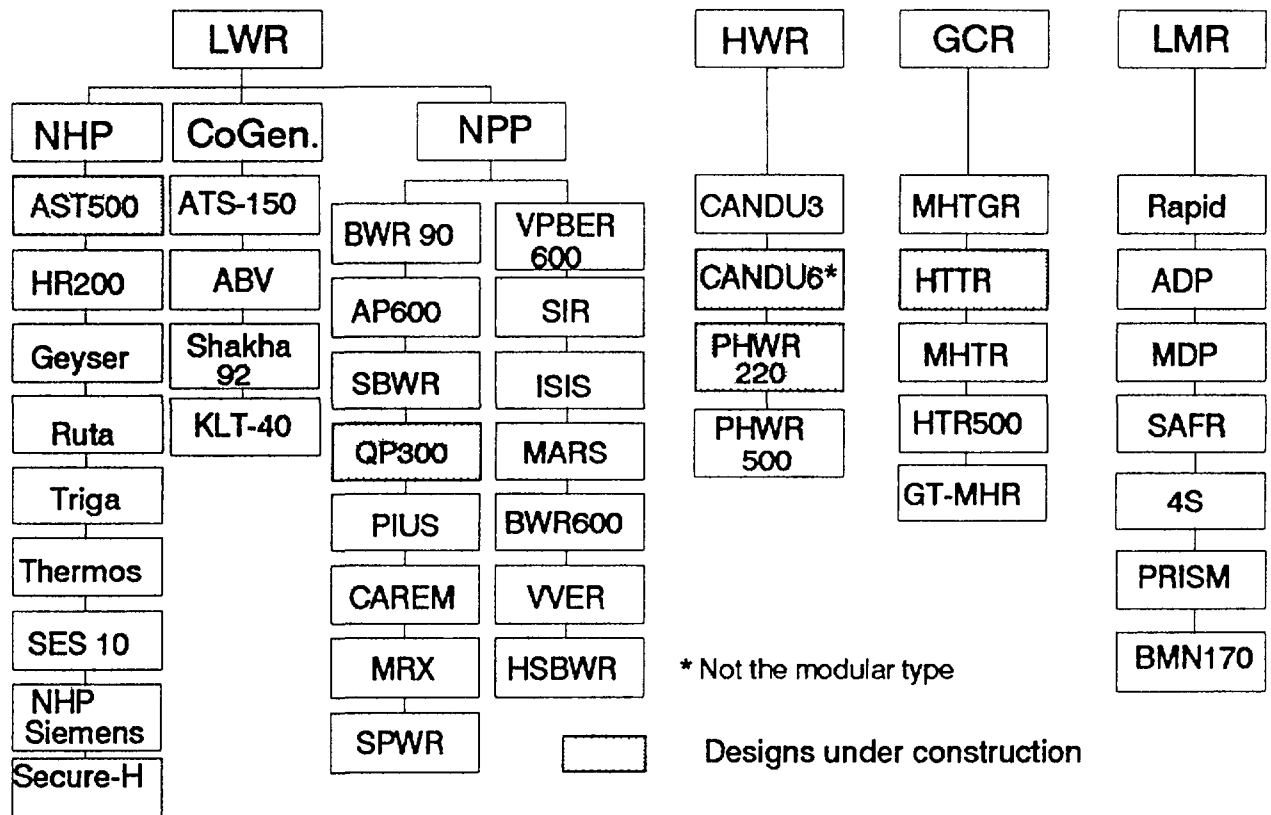 LWR
HWR
GCR
LMR
NHP
CoGen.
NPP
AST500
HR200
Geyser
Ruta
Triga
Thermos
SES 10
NHP
Siemens
Secure-H
ATS-150
ABV
Shakha
92
KLT-40
BWR 90
AP600
SBWR
QP300
PIUS
CAREM
MRX
SPWR
VPBER
600
SIR
ISIS
MARS
BWR600
VVER
HSBWR
CANDU3
CANDU6*
PHWR
220
PHWR
500
MHTGR
HTTR
MHTR
HTR500
GT-MHR
Rapid
ADP
MDP
SAFR
4S
PRISM
BMN170
* Not the modular type
Designs under construction